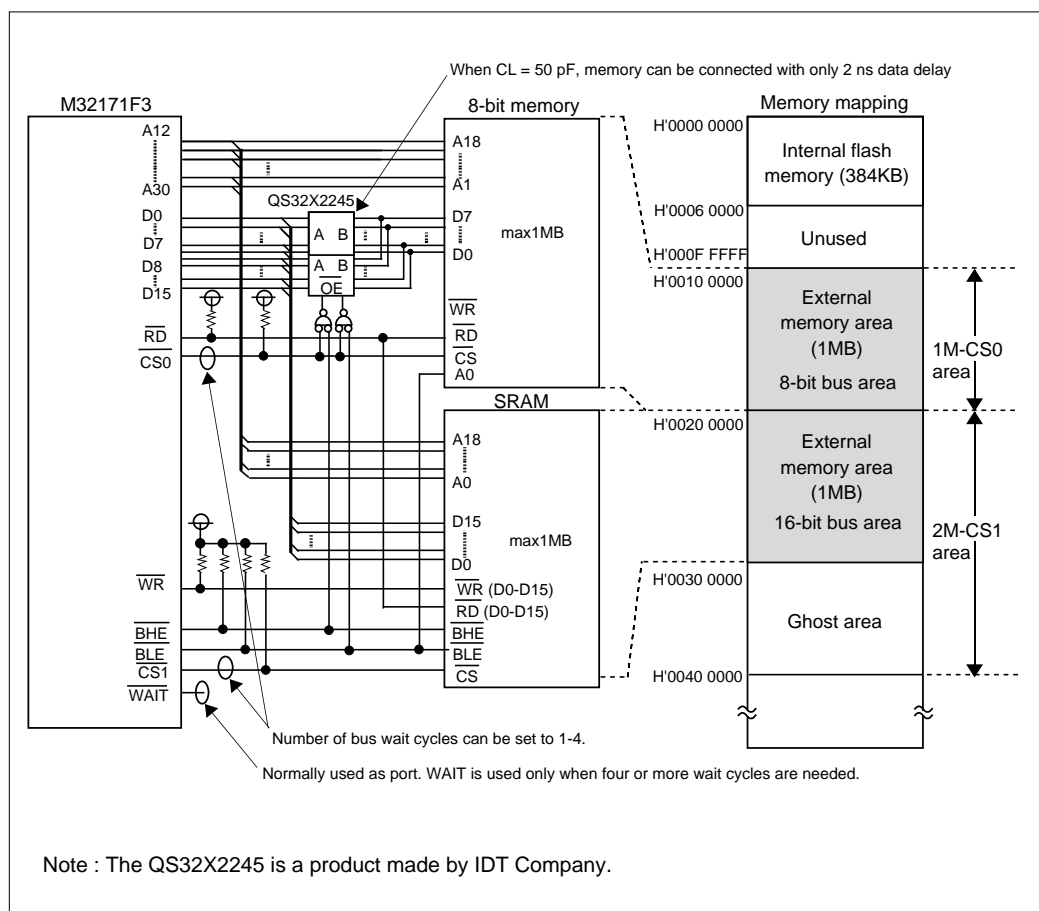 When CL = 50 pF, memory can be connected with only 2 ns data delay
M32171F3
8-bit memory
Memory mapping
A12
A30
D0
D7
D8
D15
RD
CS0
WR
BHE
BLE
CS1
WAIT
QS32X2245
A B
A B
OE
A18
A1
D7
D0
max1MB
WR
RD
CS
A0
SRAM
A18
A0
D15
D0
max1MB
WR (D0-D15)
RD (D0-D15)
BHE
BLE
CS
H'0000 0000
Internal flash
memory (384KB)
H'0006 0000
Unused
H'000F FFFF
H'0010 0000
External
memory area
(1MB)
8-bit bus area
1M-CS0
area
H'0020 0000
External
memory area
(1MB)
16-bit bus area
2M-CS1
area
H'0030 0000
Ghost area
H'0040 0000
Number of bus wait cycles can be set to 1-4.
Normally used as port. WAIT is used only when four or more wait cycles are needed.
Note : The QS32X2245 is a product made by IDT Company.